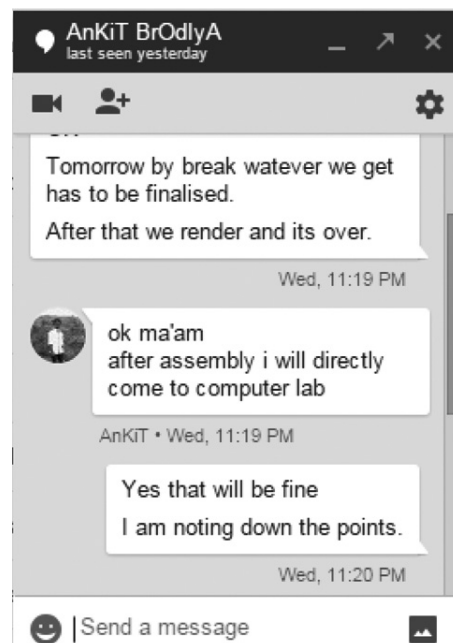 AnKiT BrOdlyA
last seen yesterday
Tomorrow by break watever we get
has to be finalised.
After that we render and its over.
Wed, 11:19 PM
ok ma'am
after assembly i will directly
come to computer lab
AnKiT • Wed, 11:19 PM
Yes that will be fine
I am noting down the points.
Wed, 11:20 PM
Send a message